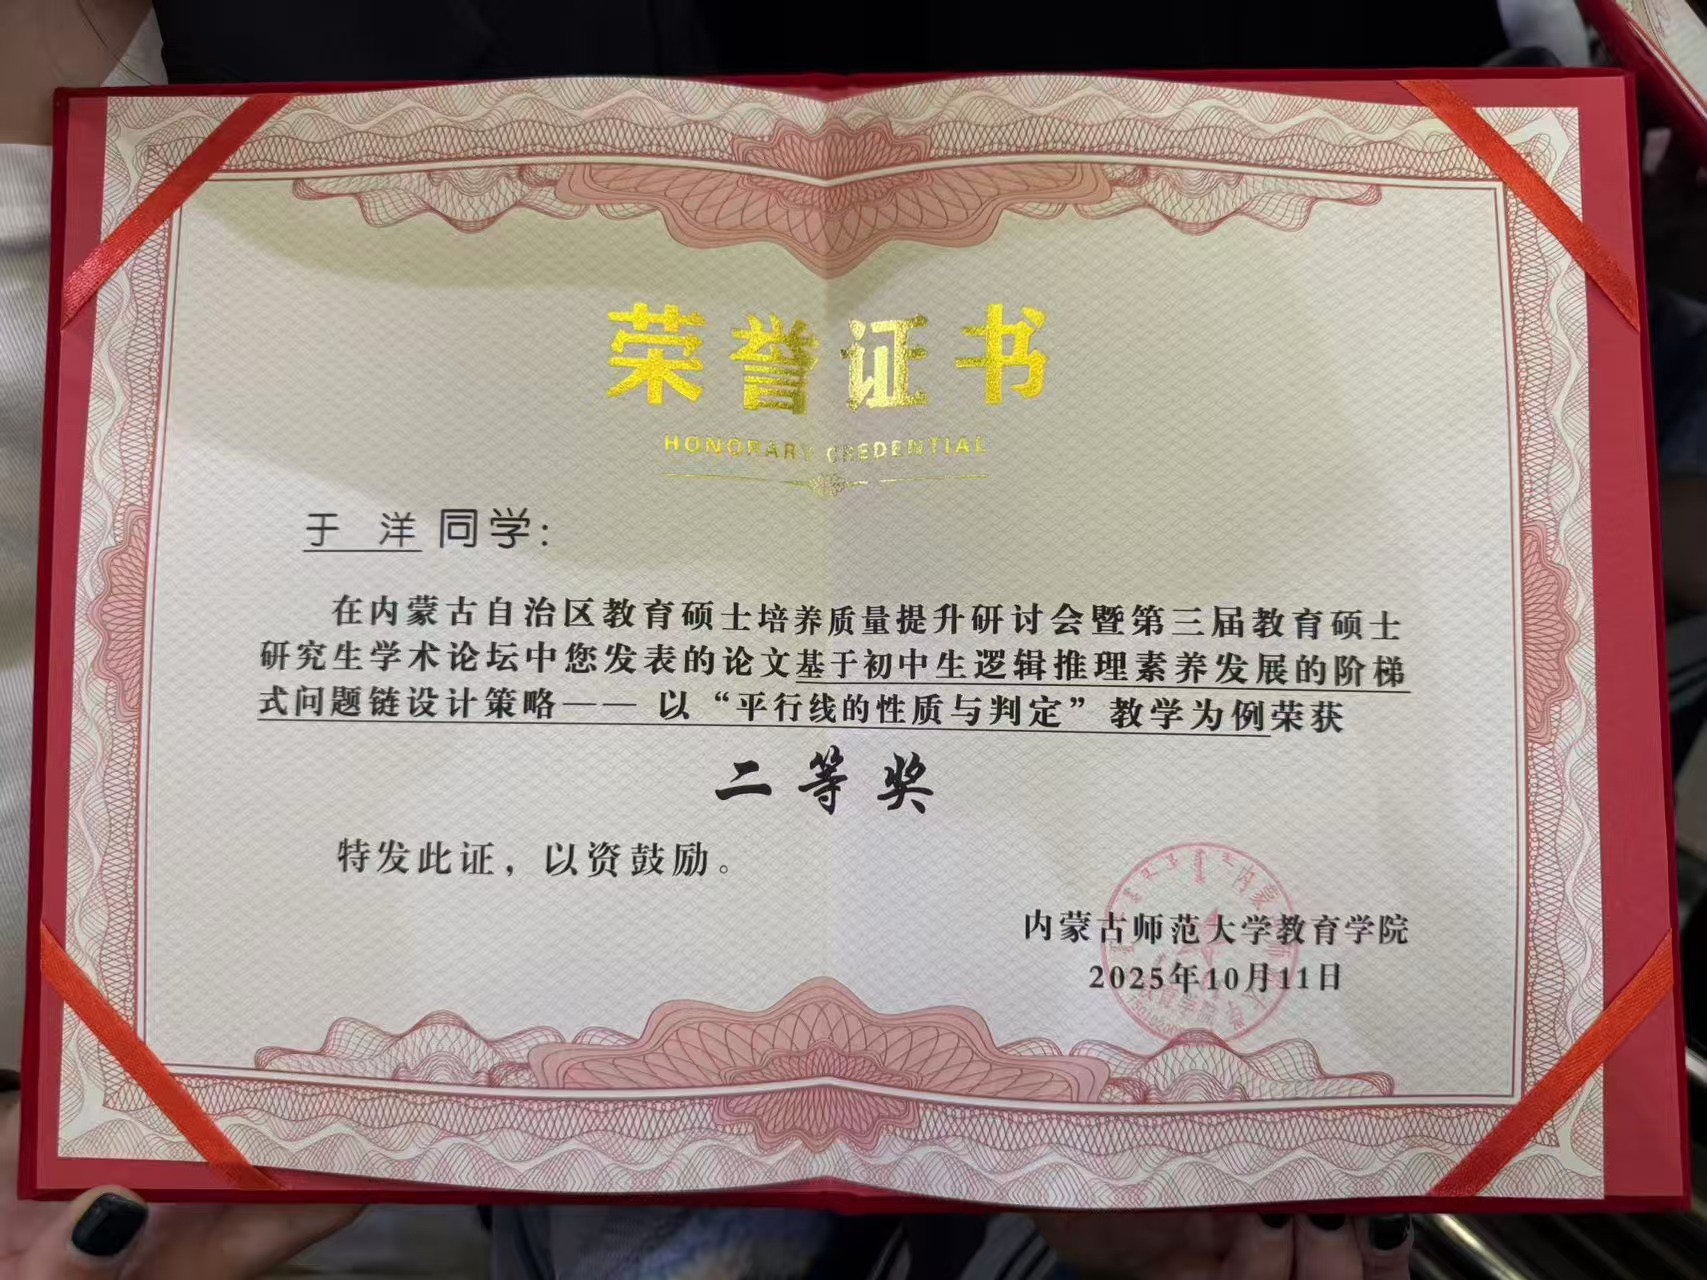 荣誉证书
HONORARY CREDENTIAL
于 洋 同学：
在内蒙古自治区教育硕士培养质量提升研讨会暨第三届教育硕士
研究生学术论坛中您发表的论文基于初中生逻辑推理素养发展的阶梯
式问题链设计策略—— 以“平行线的性质与判定”教学为例荣获
二等奖
特发此证，以资鼓励。
内蒙古师范大学教育学院
2025年10月11日